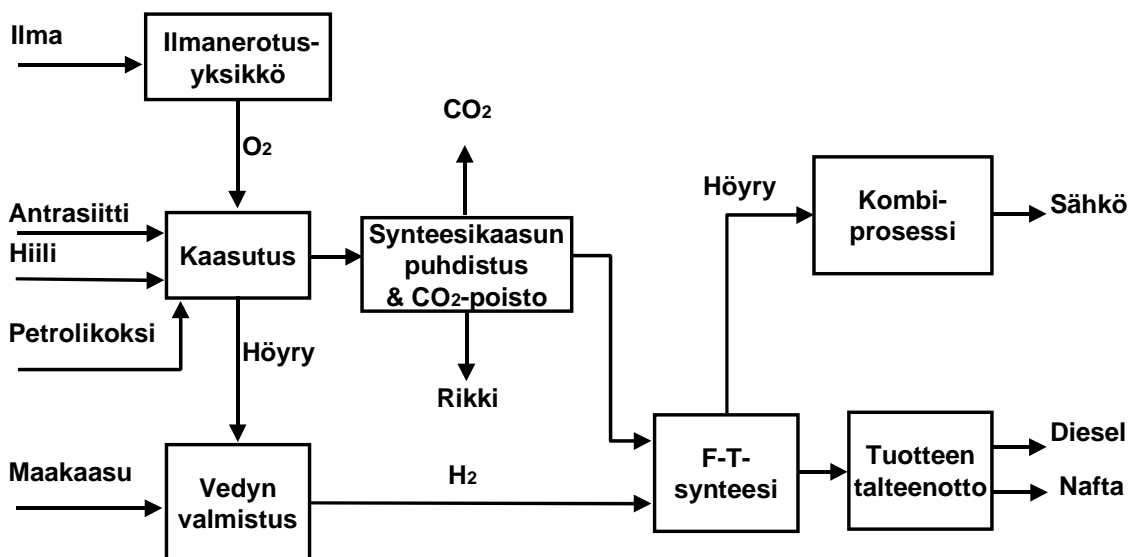 Ilma
Ilmanerotus-
yksikkö
CO2
O2
Höyry
Kombi-
prosessi
Sähkö
Antrasiitti
Hiili
Kaasutus
Synteesikaasun
puhdistus
& CO2-poisto
Petrolikoksi
Höyry
Rikki
Maakaasu
Vedyn
valmistus
H2
F-T-
synteesi
Tuotteen
talteenotto
Diesel
Nafta